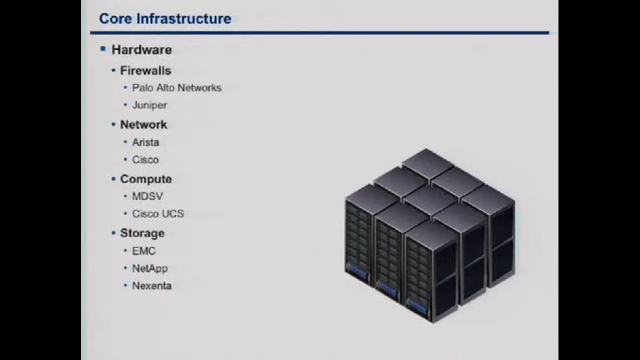 Core Infrastructure
Hardware
Firewalls
Palo Alto Networks
Juniper
Network
Arista
Cisco
Compute
MDSV
Cisco UCS
Storage
EMC
NetApp
Nexenta